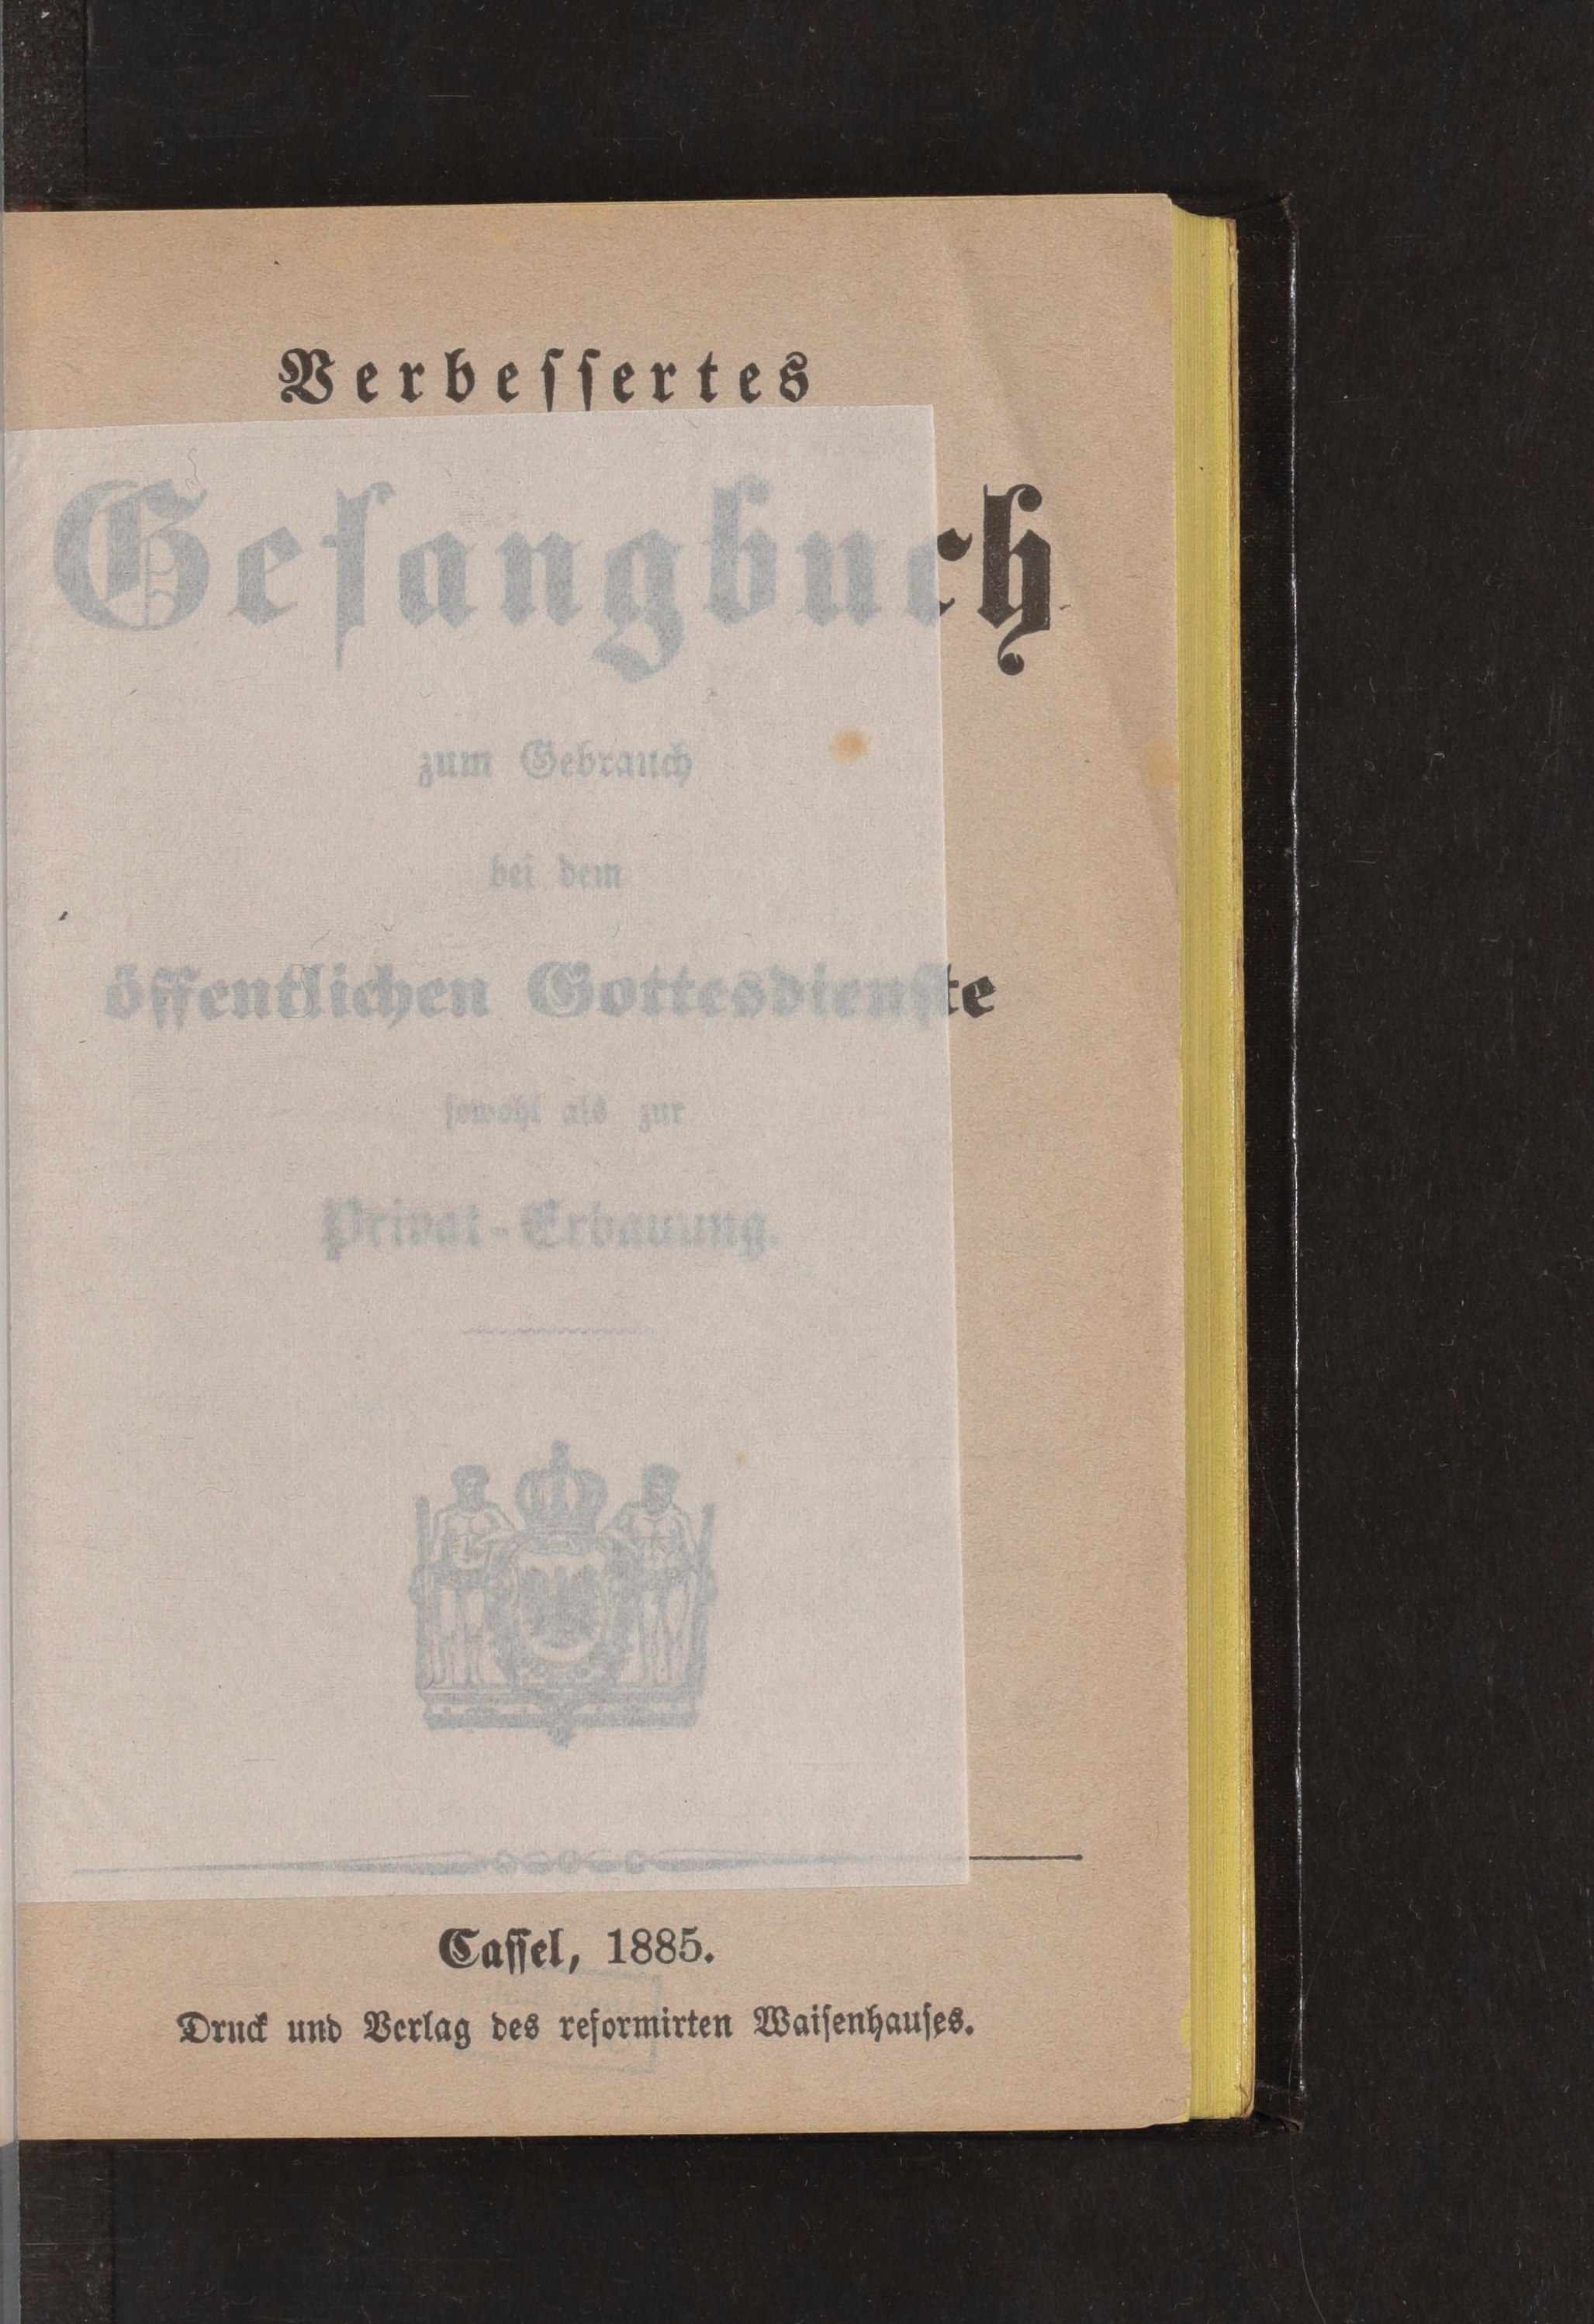 Verbessertes
Gesangbuch
zum Gebrauch
bei dem
öffentlichen Gottesdienste
sowohl als zur
Privat-Erbauung.
Cassel, 1885.
Druck und Verlag des reformirten Waisenhauses.